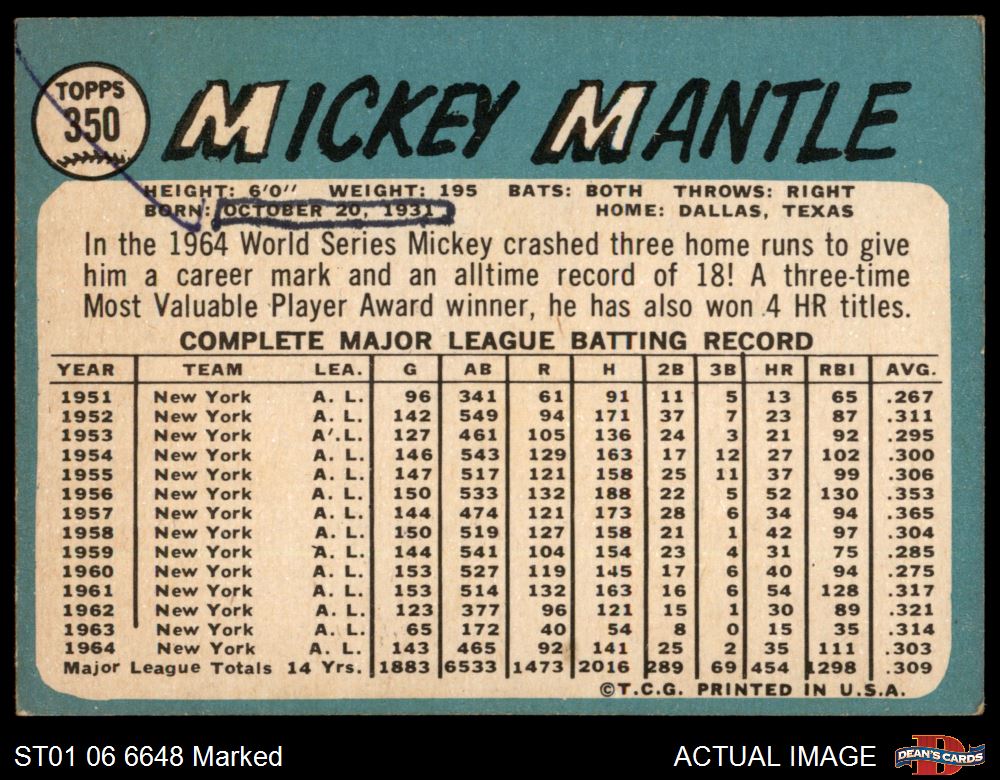 TOPPS
350
MICKEY MANTLE
HEIGHT: 6'0" WEIGHT: 195 BATS: BOTH THROWS: RIGHT
BORN: OCTOBER 20, 1931 HOME: DALLAS, TEXAS
In the 1964 World Series Mickey crashed three home runs to give
him a career mark and an alltime record of 18! A three-time
Most Valuable Player Award winner, he has also won 4 HR titles.
COMPLETE MAJOR LEAGUE BATTING RECORD
YEAR TEAM LEA. G AB R H 2B 3B HR RBI AVG.
1951 New York A. L. 96 341 61 91 11 5 13 65 .267
1952 New York A. L. 142 549 94 171 37 7 23 87 .311
1953 New York A. L. 127 461 105 136 24 3 21 92 .295
1954 New York A. L. 146 543 129 163 17 12 27 102 .300
1955 New York A. L. 147 517 121 158 25 11 37 99 .306
1956 New York A. L. 150 533 132 188 22 5 52 130 .353
1957 New York A. L. 144 474 121 173 28 6 34 94 .365
1958 New York A. L. 150 519 127 158 21 1 42 97 .304
1959 New York A. L. 144 541 104 154 23 4 31 75 .285
1960 New York A. L. 153 527 119 145 17 6 40 94 .275
1961 New York A. L. 153 514 132 163 16 6 54 128 .317
1962 New York A. L. 123 377 96 121 15 1 30 89 .321
1963 New York A. L. 65 172 40 54 8 0 15 35 .314
1964 New York A. L. 143 465 92 141 25 2 35 111 .303
Major League Totals 14 Yrs. 1883 6533 1473 2016 289 69 454 1298 .309
©T.C.G. PRINTED IN U.S.A.
ST01 06 6648 Marked ACTUAL IMAGE DEAN'S CARDS